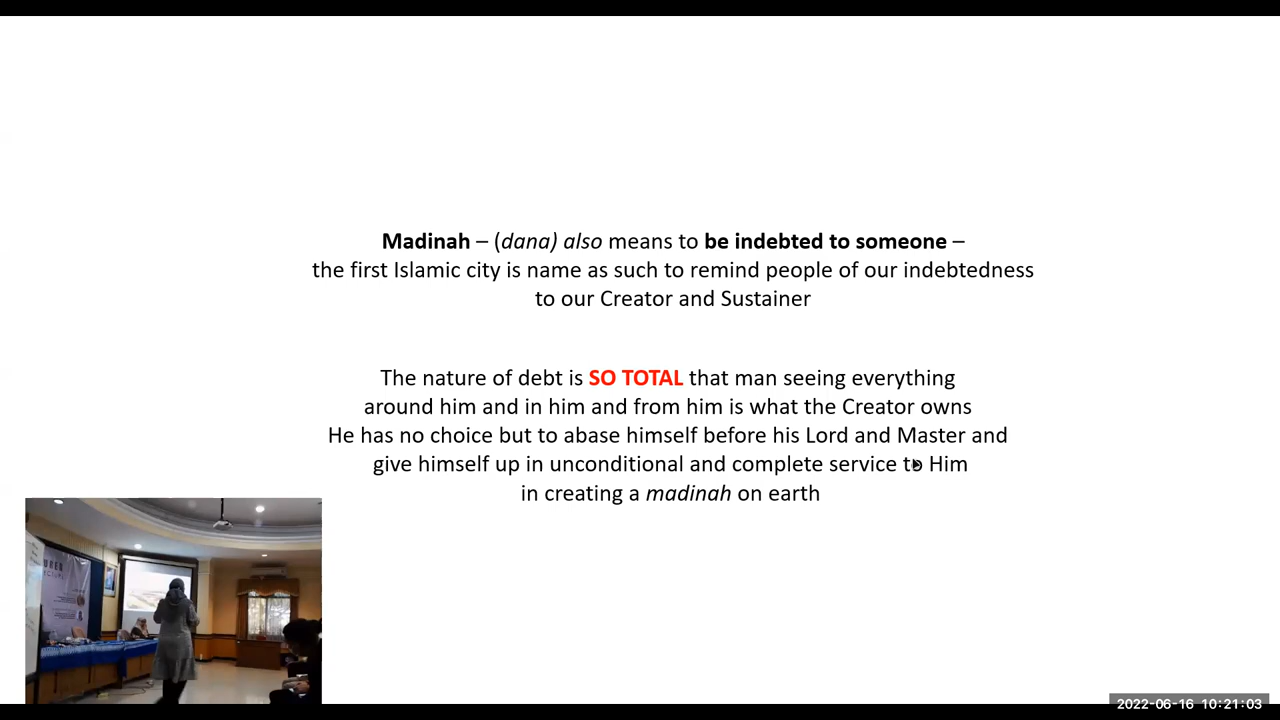 Madinah – (dana) also means to be indebted to someone –
the first Islamic city is name as such to remind people of our indebtedness
to our Creator and Sustainer
The nature of debt is SO TOTAL that man seeing everything
around him and in him and from him is what the Creator owns
He has no choice but to abase himself before his Lord and Master and
give himself up in unconditional and complete service to Him
in creating a madinah on earth
2022-06-16 10:21:03